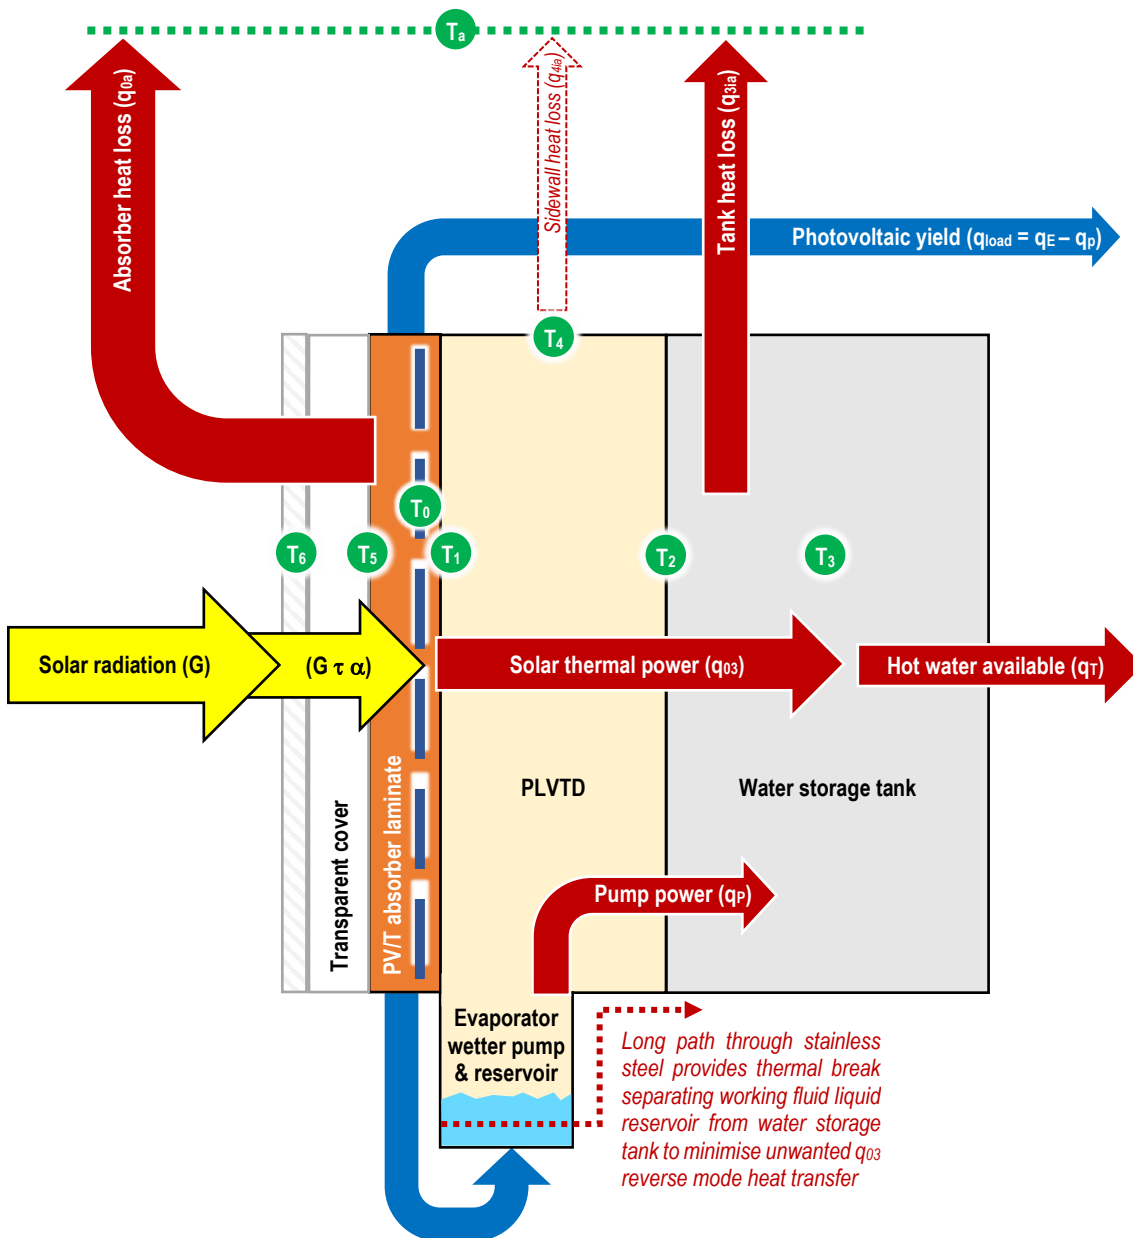 Ta
Absorber heat loss (q0a)
Sidewall heat loss (q4ia)
Tank heat loss (q3ia)
Photovoltaic yield (qload = qE – qp)
T4
T0
T6
T5
T1
T2
T3
Solar radiation (G)
(G τ α)
Solar thermal power (q03)
Hot water available (qT)
Transparent cover
PV/T absorber laminate
PLVTD
Water storage tank
Pump power (qP)
Evaporator
wetter pump
& reservoir
Long path through stainless
steel provides thermal break
separating working fluid liquid
reservoir from water storage
tank to minimise unwanted q03
reverse mode heat transfer